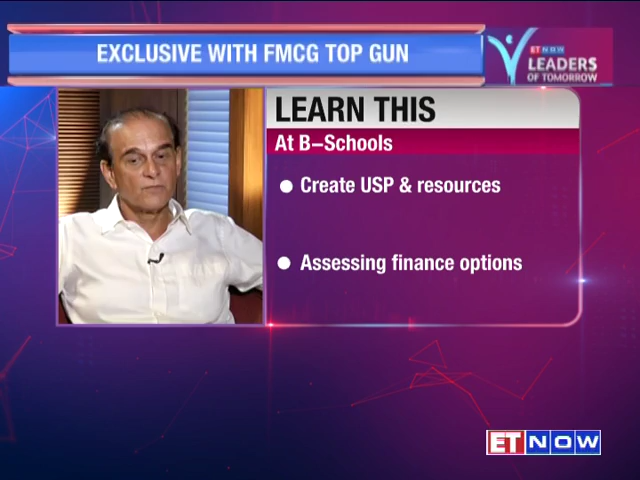 EXCLUSIVE WITH FMCG TOP GUN
ET NOW
LEADERS
OF TOMORROW
LEARN THIS
At B–Schools
Create USP & resources
Assessing finance options
ET NOW